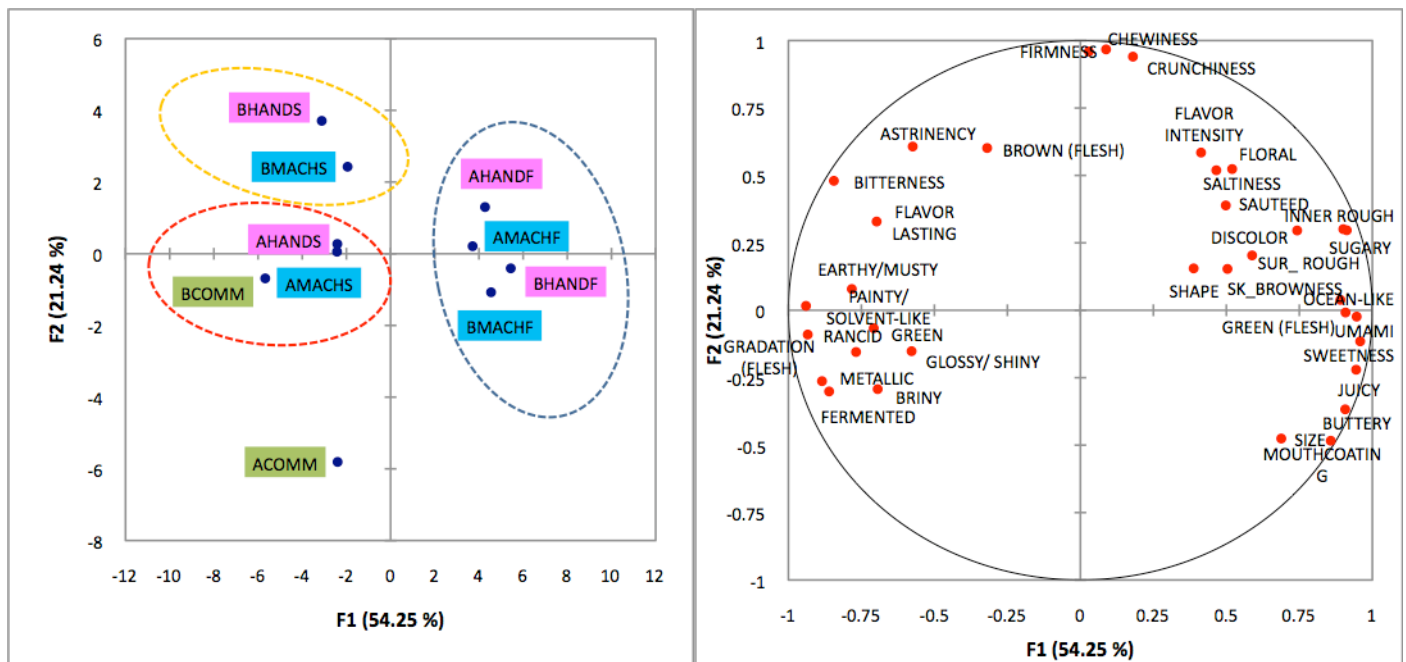 6
4
2
0
-2
-4
-6
-8
F2 (21.24 %)
BHANDS
BMACHS
AHANDS
AMACHS
BCOMM
ACOMM
AHANDF
AMACHF
BHANDF
BMACHF
-12 -10 -8 -6 -4 -2 0 2 4 6 8 10 12
F1 (54.25 %)
1
0.75
0.5
0.25
0
-0.25
-0.5
-0.75
-1
F2 (21.24 %)
CHEWINESS
FIRMNESS
CRUNCHINESS
FLAVOR
INTENSITY
FLORAL
SALTINESS
SAUTEED
INNER ROUGH
DISCOLOR
SUGARY
SUR_ ROUGH
SHAPE
SK_BROWNESS
OCEAN-LIKE
GREEN (FLESH)
UMAMI
SWEETNESS
JUICY
BUTTERY
SIZE
MOUTHCOATIN
G
ASTRINENCY
BROWN (FLESH)
BITTERNESS
FLAVOR
LASTING
EARTHY/MUSTY
PAINTY/
SOLVENT-LIKE
RANCID
GREEN
GRADATION
(FLESH)
GLOSSY/ SHINY
METALLIC
BRINY
FERMENTED
-1 -0.75 -0.5 -0.25 0 0.25 0.5 0.75 1
F1 (54.25 %)